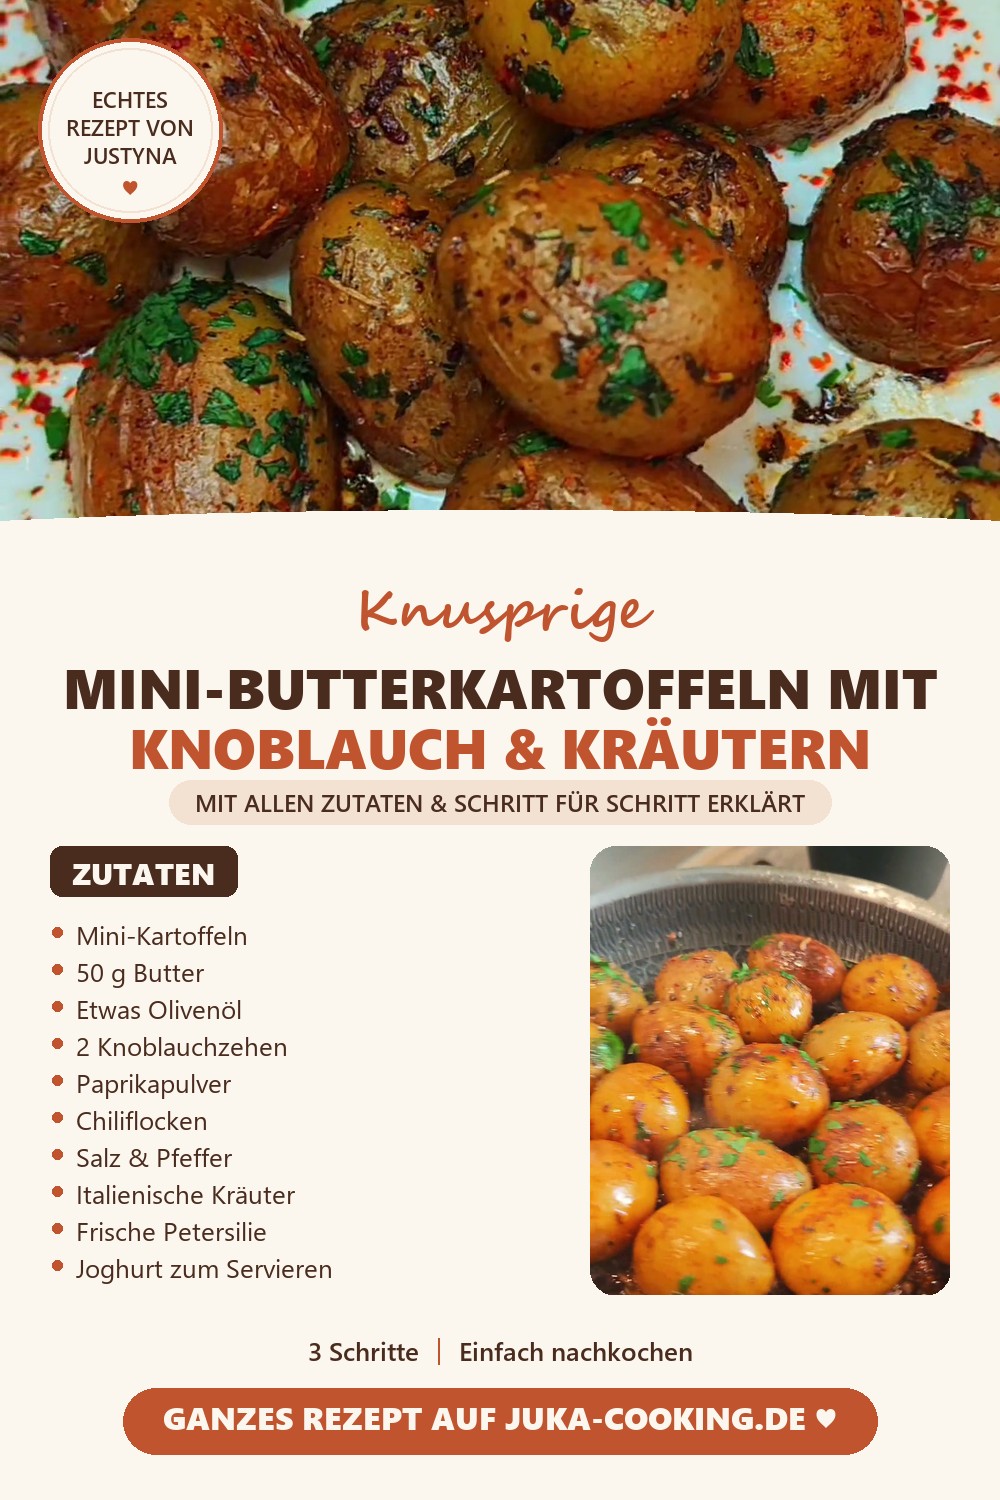 ECHTES
REZEPT VON
JUSTYNA
Knusprige
MINI-BUTTERKARTOFFELN MIT
KNOBLAUCH & KRÄUTERN
MIT ALLEN ZUTATEN & SCHRITT FÜR SCHRITT ERKLÄRT
ZUTATEN
Mini-Kartoffeln
50 g Butter
Etwas Olivenöl
2 Knoblauchzehen
Paprikapulver
Chiliflocken
Salz & Pfeffer
Italienische Kräuter
Frische Petersilie
Joghurt zum Servieren
3 Schritte | Einfach nachkochen
GANZES REZEPT AUF JUKA-COOKING.DE ♥